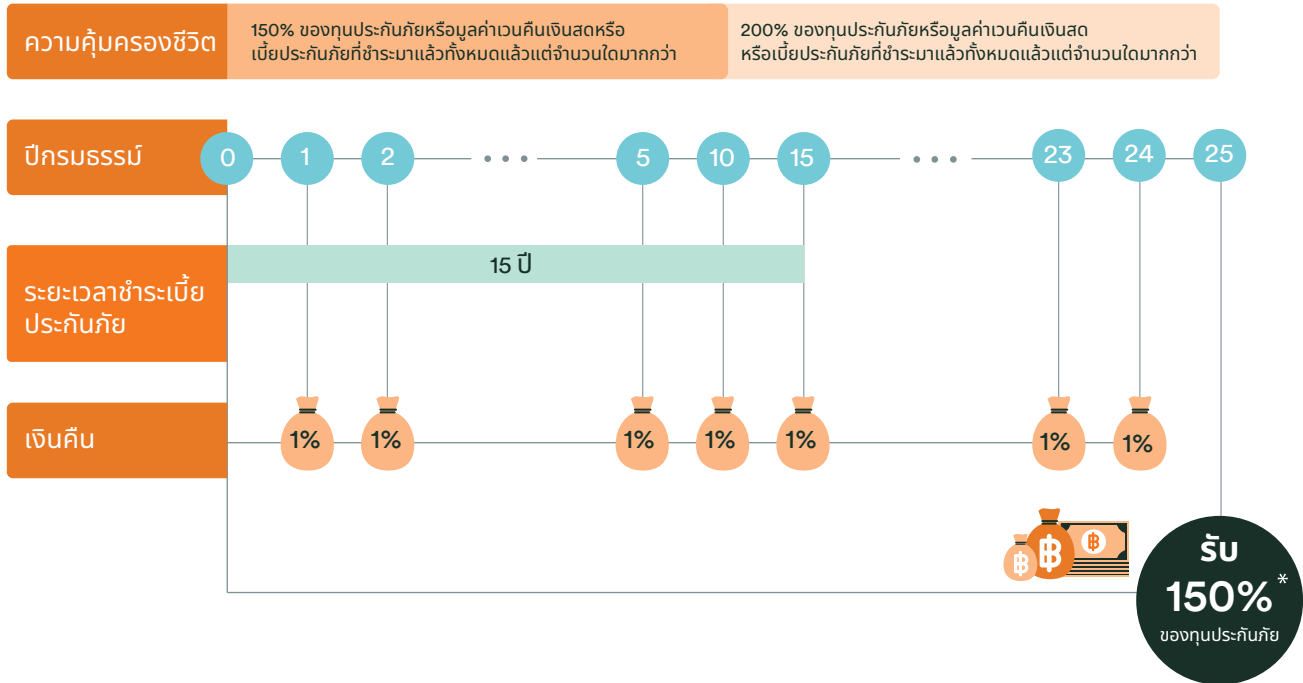 ความคุ้มครองชีวิต
150% ของทุนประกันภัยหรือมูลค่าเวนคืนเงินสดหรือ
เบี้ยประกันภัยที่ชำระมาแล้วทั้งหมดแล้วแต่จำนวนใดมากกว่า
200% ของทุนประกันภัยหรือมูลค่าเวนคืนเงินสด
หรือเบี้ยประกันภัยที่ชำระมาแล้วทั้งหมดแล้วแต่จำนวนใดมากกว่า
ปีกรมธรรม์
0 1 2 ... 5 10 15 ... 23 24 25
ระยะเวลาชำระเบี้ย
ประกันภัย
15 ปี
เงินคืน
1% 1% 1% 1% 1% 1% 1%
฿ ฿ ฿
รับ
150%*
ของทุนประกันภัย